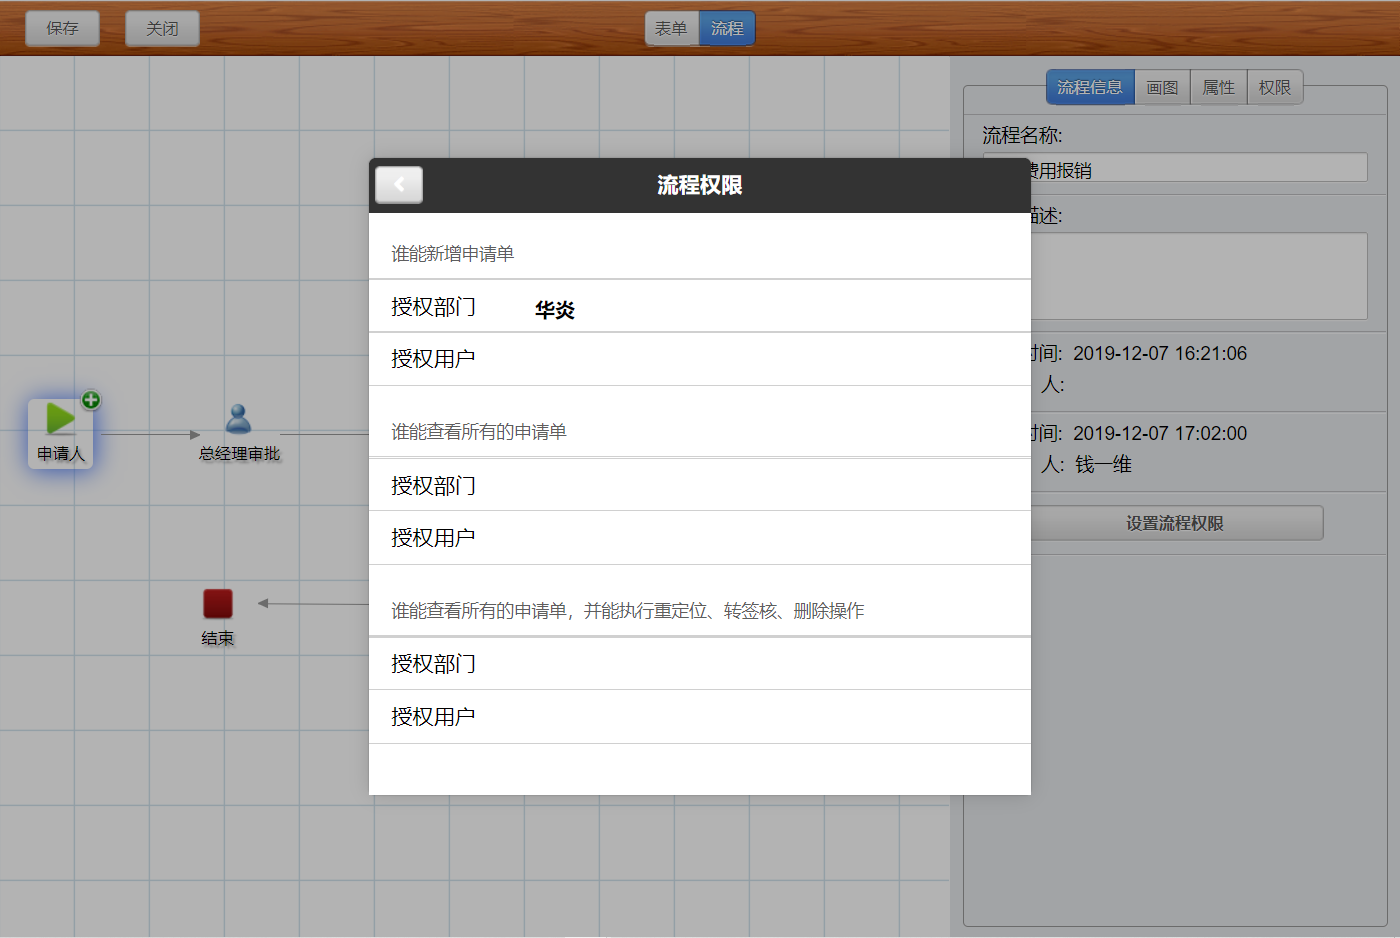 保存
关闭
表单
流程
流程信息
画图
属性
权限
流程名称:
费用报销
描述:
时间: 2019-12-07 16:21:06
人:
时间: 2019-12-07 17:02:00
人: 钱一维
设置流程权限
流程权限
谁能新增申请单
授权部门 华炎
授权用户
谁能查看所有的申请单
授权部门
授权用户
谁能查看所有的申请单，并能执行重定位、转签核、删除操作
授权部门
授权用户
申请人
总经理审批
结束